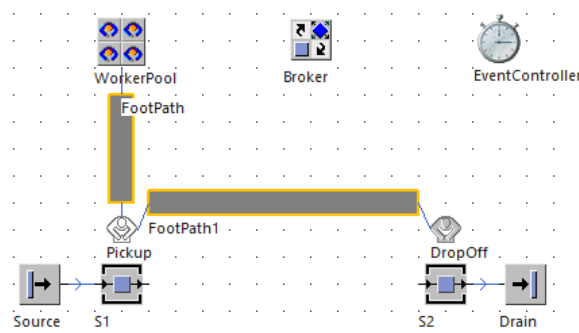 WorkerPool
Broker
EventController
FootPath
FootPath1
Pickup
DropOff
Source
S1
S2
Drain